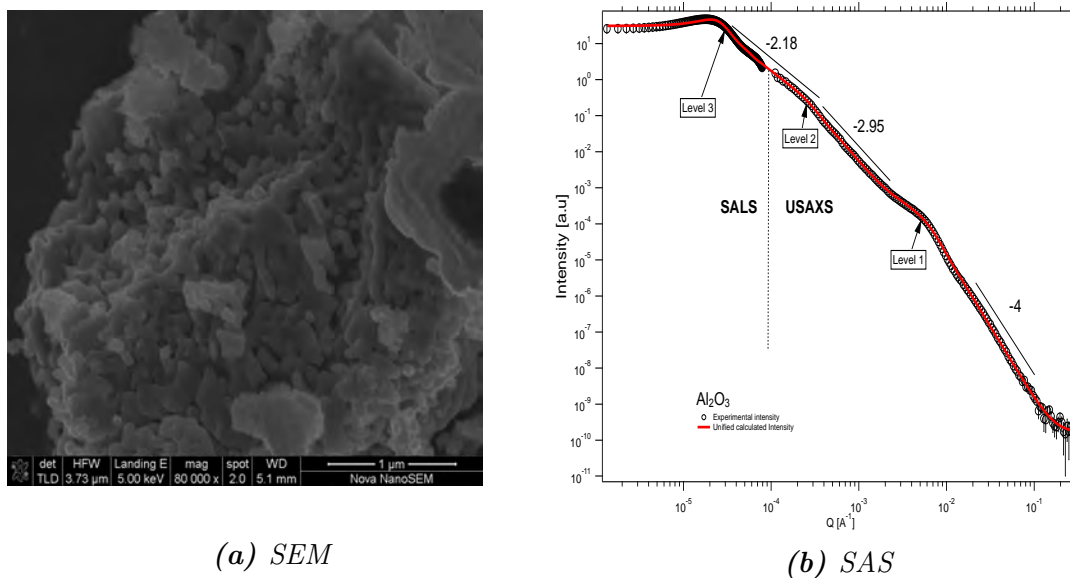 det HFW Landing E mag spot WD
TLD 3.73 µm 5.00 keV 80 000 x 2.0 5.1 mm
1 µm
Nova NanoSEM
(a) SEM
Intensity [a.u]
10^1
10^0
10^-1
10^-2
10^-3
10^-4
10^-5
10^-6
10^-7
10^-8
10^-9
10^-10
10^-11
-2.18
Level 3
Level 2
-2.95
SALS
USAXS
Level 1
-4
Al₂O₃
Experimental intensity
Unified calculated Intensity
10^-5
10^-4
10^-3
10^-2
10^-1
Q [A^-1]
(b) SAS